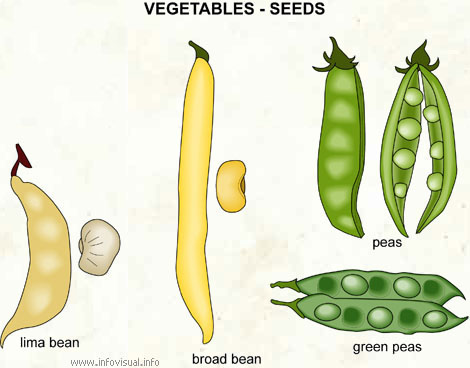 VEGETABLES - SEEDS
peas
lima bean
broad bean
green peas
www.infovisual.info